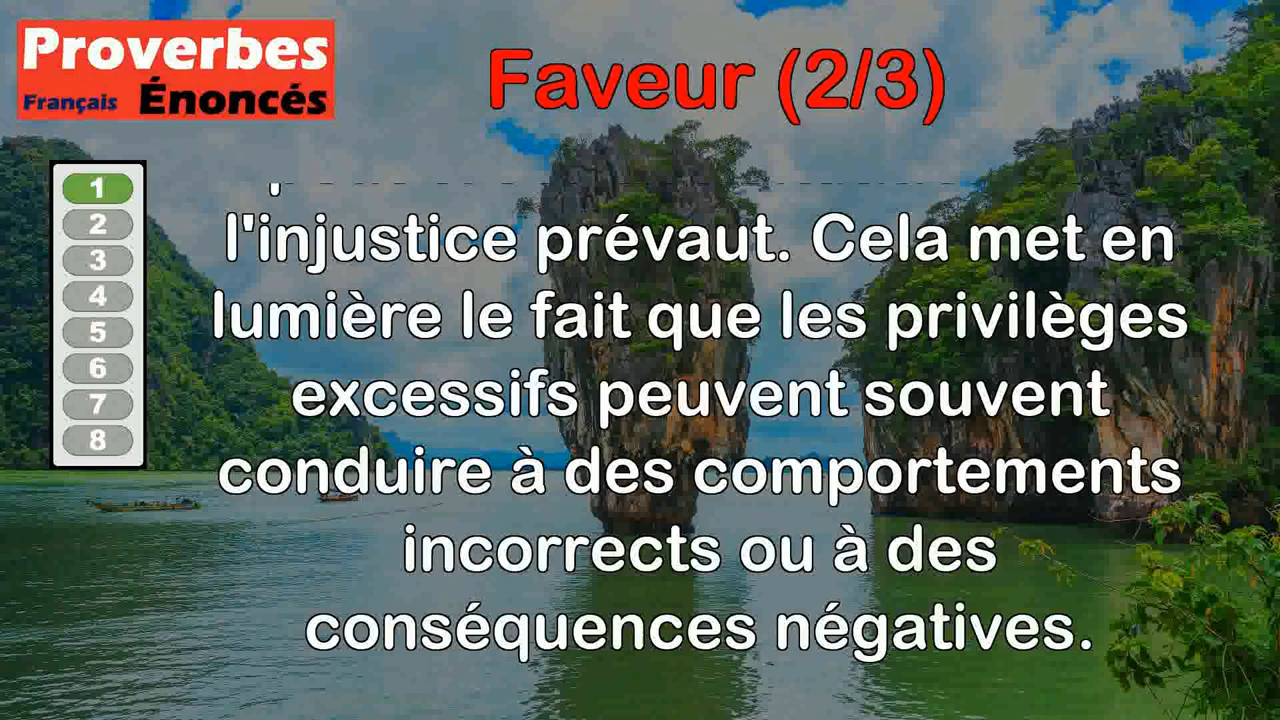 Proverbes
Français Énoncés
Faveur (2/3)
1
2
3
4
5
6
7
8
l'injustice prévaut. Cela met en
lumière le fait que les privilèges
excessifs peuvent souvent
conduire à des comportements
incorrects ou à des
conséquences négatives.